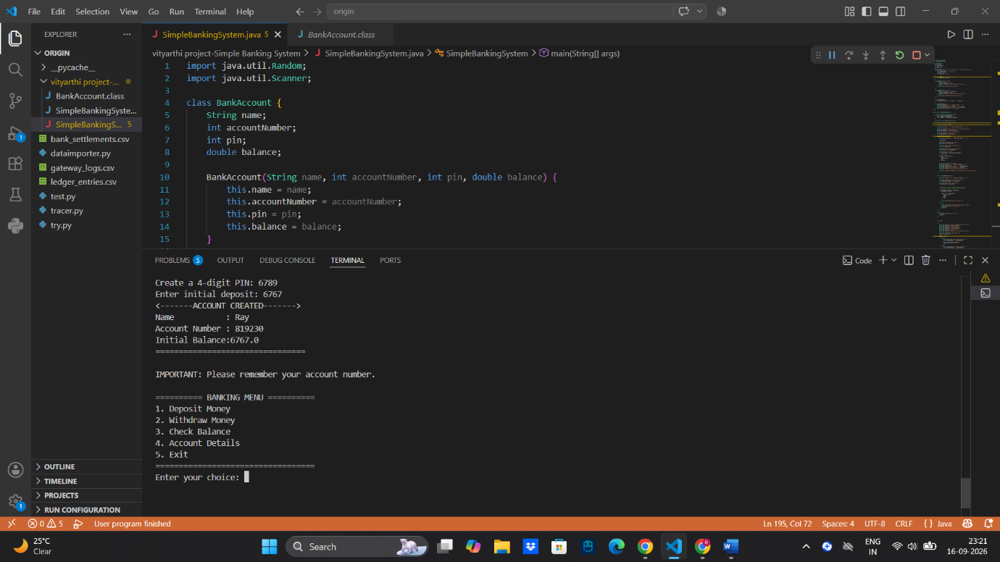 File Edit Selection View Go Run Terminal Help
origin
EXPLORER
ORIGIN
__pycache__
vityarthi project-...
BankAccount.class
SimpleBankingSyste...
SimpleBankingS... 5
bank_settlements.csv
dataimporter.py
gateway_logs.csv
ledger_entries.csv
test.py
tracer.py
try.py
OUTLINE
TIMELINE
PROJECTS
RUN CONFIGURATION
1
1
SimpleBankingSystem.java 5
BankAccount.class
vityarthi project-Simple Banking System > SimpleBankingSystem.java > SimpleBankingSystem > main(String[] args)
1 import java.util.Random;
2 import java.util.Scanner;
3
4 class BankAccount {
5 String name;
6 int accountNumber;
7 int pin;
8 double balance;
9
10 BankAccount(String name, int accountNumber, int pin, double balance) {
11 this.name = name;
12 this.accountNumber = accountNumber;
13 this.pin = pin;
14 this.balance = balance;
15 }
PROBLEMS 5 OUTPUT DEBUG CONSOLE TERMINAL PORTS
Code
Create a 4-digit PIN: 6789
Enter initial deposit: 6767
<-------ACCOUNT CREATED------->
Name : Ray
Account Number : 819230
Initial Balance:6767.0
================================
IMPORTANT: Please remember your account number.
========== BANKING MENU ==========
1. Deposit Money
2. Withdraw Money
3. Check Balance
4. Account Details
5. Exit
==================================
Enter your choice:
0 5 User program finished
Ln 195, Col 72 Spaces: 4 UTF-8 CRLF {} Java
25°C
Clear
Search
ENG
IN
23:21
16-09-2026